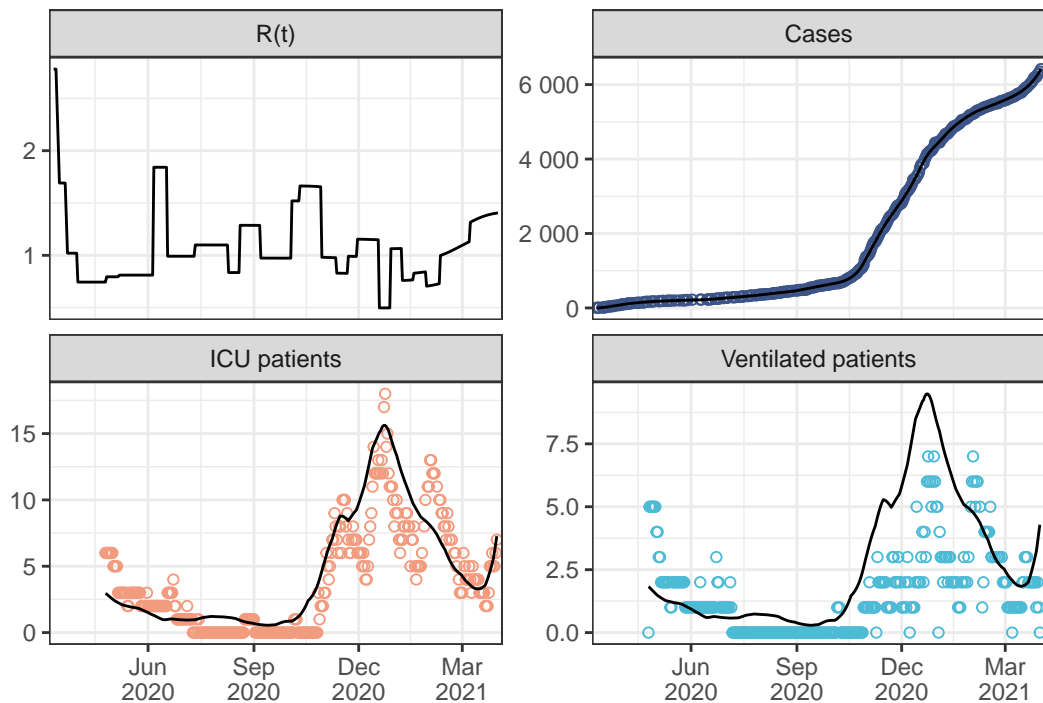 R(t)
Cases
2
1
6 000
4 000
2 000
0
ICU patients
Ventilated patients
15
10
5
0
7.5
5.0
2.5
0.0
Jun Sep Dec Mar
2020 2020 2020 2021
Jun Sep Dec Mar
2020 2020 2020 2021